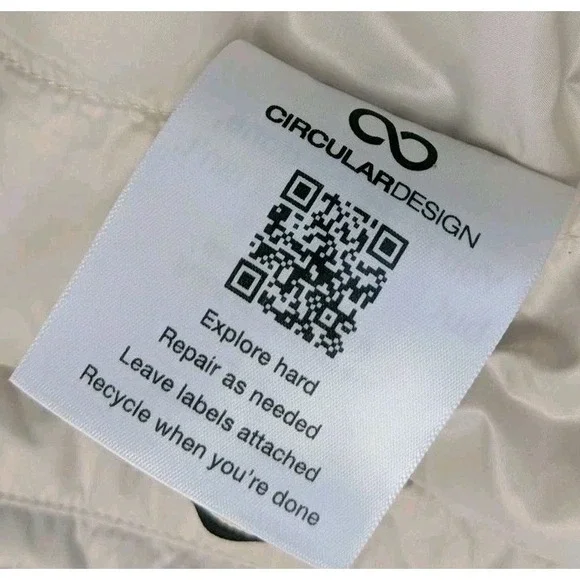 CIRCULARDESIGN
Explore hard
Repair as needed
Leave labels attached
Recycle when you're done